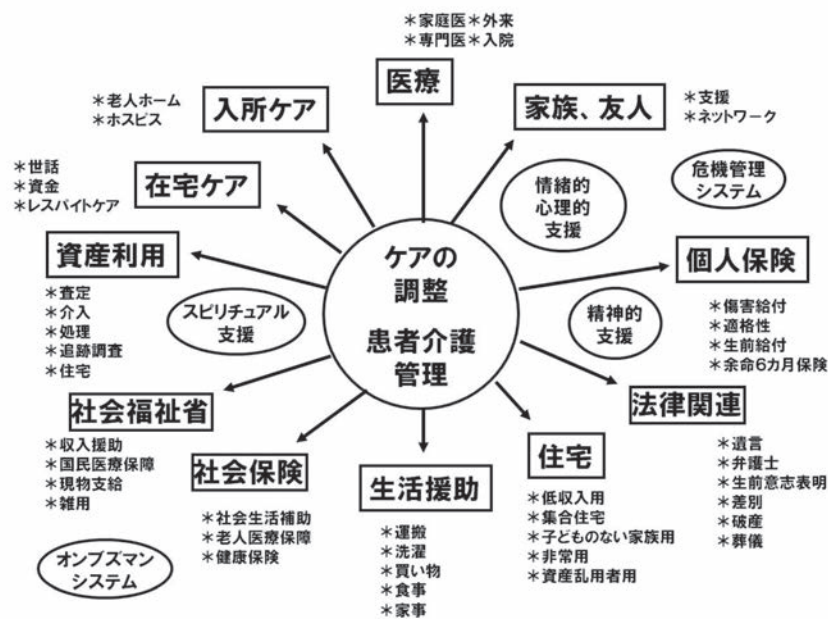 ＊家庭医＊外来
＊専門医＊入院
医療
＊老人ホーム
＊ホスピス
入所ケア
家族、友人
＊支援
＊ネットワーク
＊世話
＊資金
＊レスパイトケア
在宅ケア
情緒的
心理的
支援
危機管理
システム
資産利用
＊査定
＊介入
＊処理
＊追跡調査
＊住宅
スピリチュアル
支援
ケアの
調整
患者介護
管理
精神的
支援
個人保険
＊傷害給付
＊適格性
＊生前給付
＊余命6カ月保険
社会福祉省
＊収入援助
＊国民医療保障
＊現物支給
＊雑用
社会保険
＊社会生活補助
＊老人医療保障
＊健康保険
生活援助
＊運搬
＊洗濯
＊買い物
＊食事
＊家事
住宅
＊低収入用
＊集合住宅
＊子どものない家族用
＊非常用
＊資産乱用者用
法律関連
＊遺言
＊弁護士
＊生前意志表明
＊差別
＊破産
＊葬儀
オンブズマン
システム